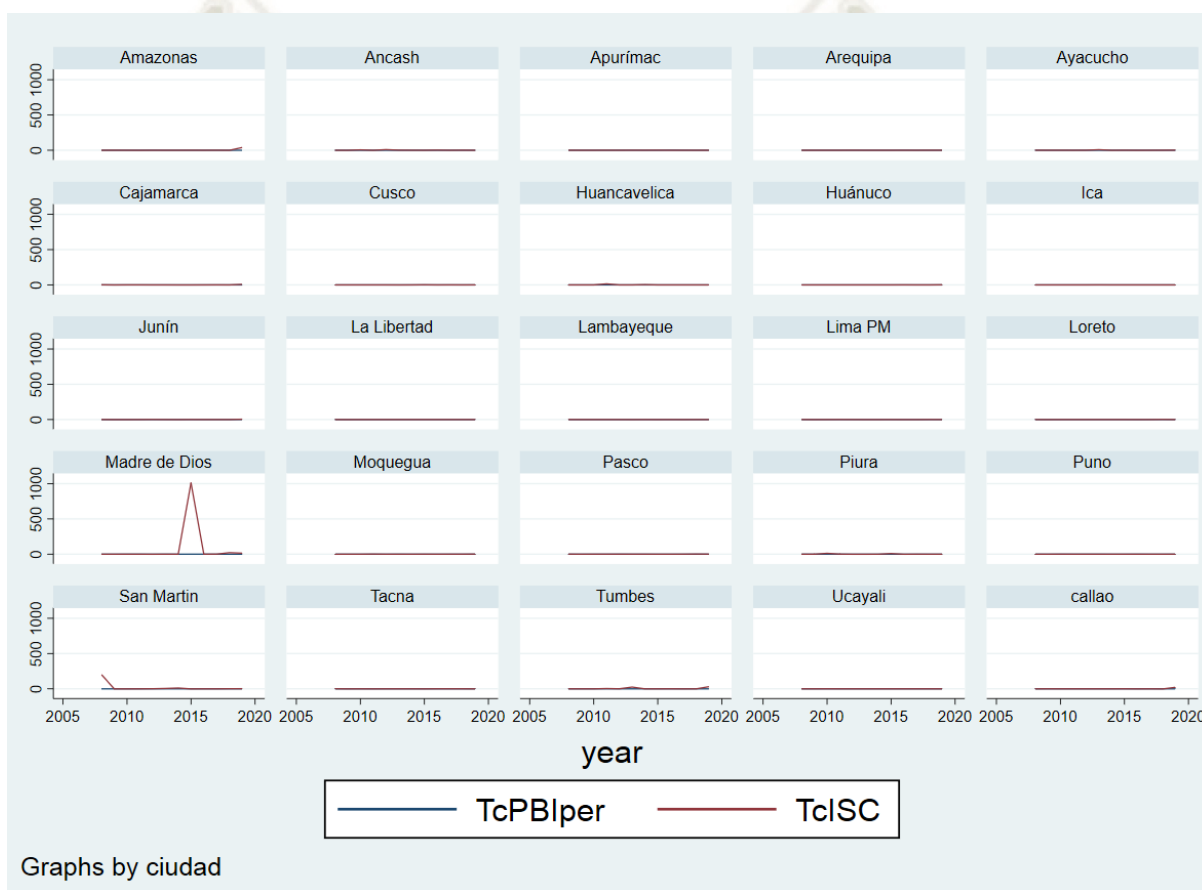 Amazonas Ancash Apurímac Arequipa Ayacucho
0 500 1000
Cajamarca Cusco Huancavelica Huánuco Ica
0 500 1000
Junín La Libertad Lambayeque Lima PM Loreto
0 500 1000
Madre de Dios Moquegua Pasco Piura Puno
0 500 1000
San Martin Tacna Tumbes Ucayali callao
0 500 1000
2005 2010 2015 2020 2005 2010 2015 2020 2005 2010 2015 2020 2005 2010 2015 2020 2005 2010 2015 2020
year
TcPBIper TcISC
Graphs by ciudad